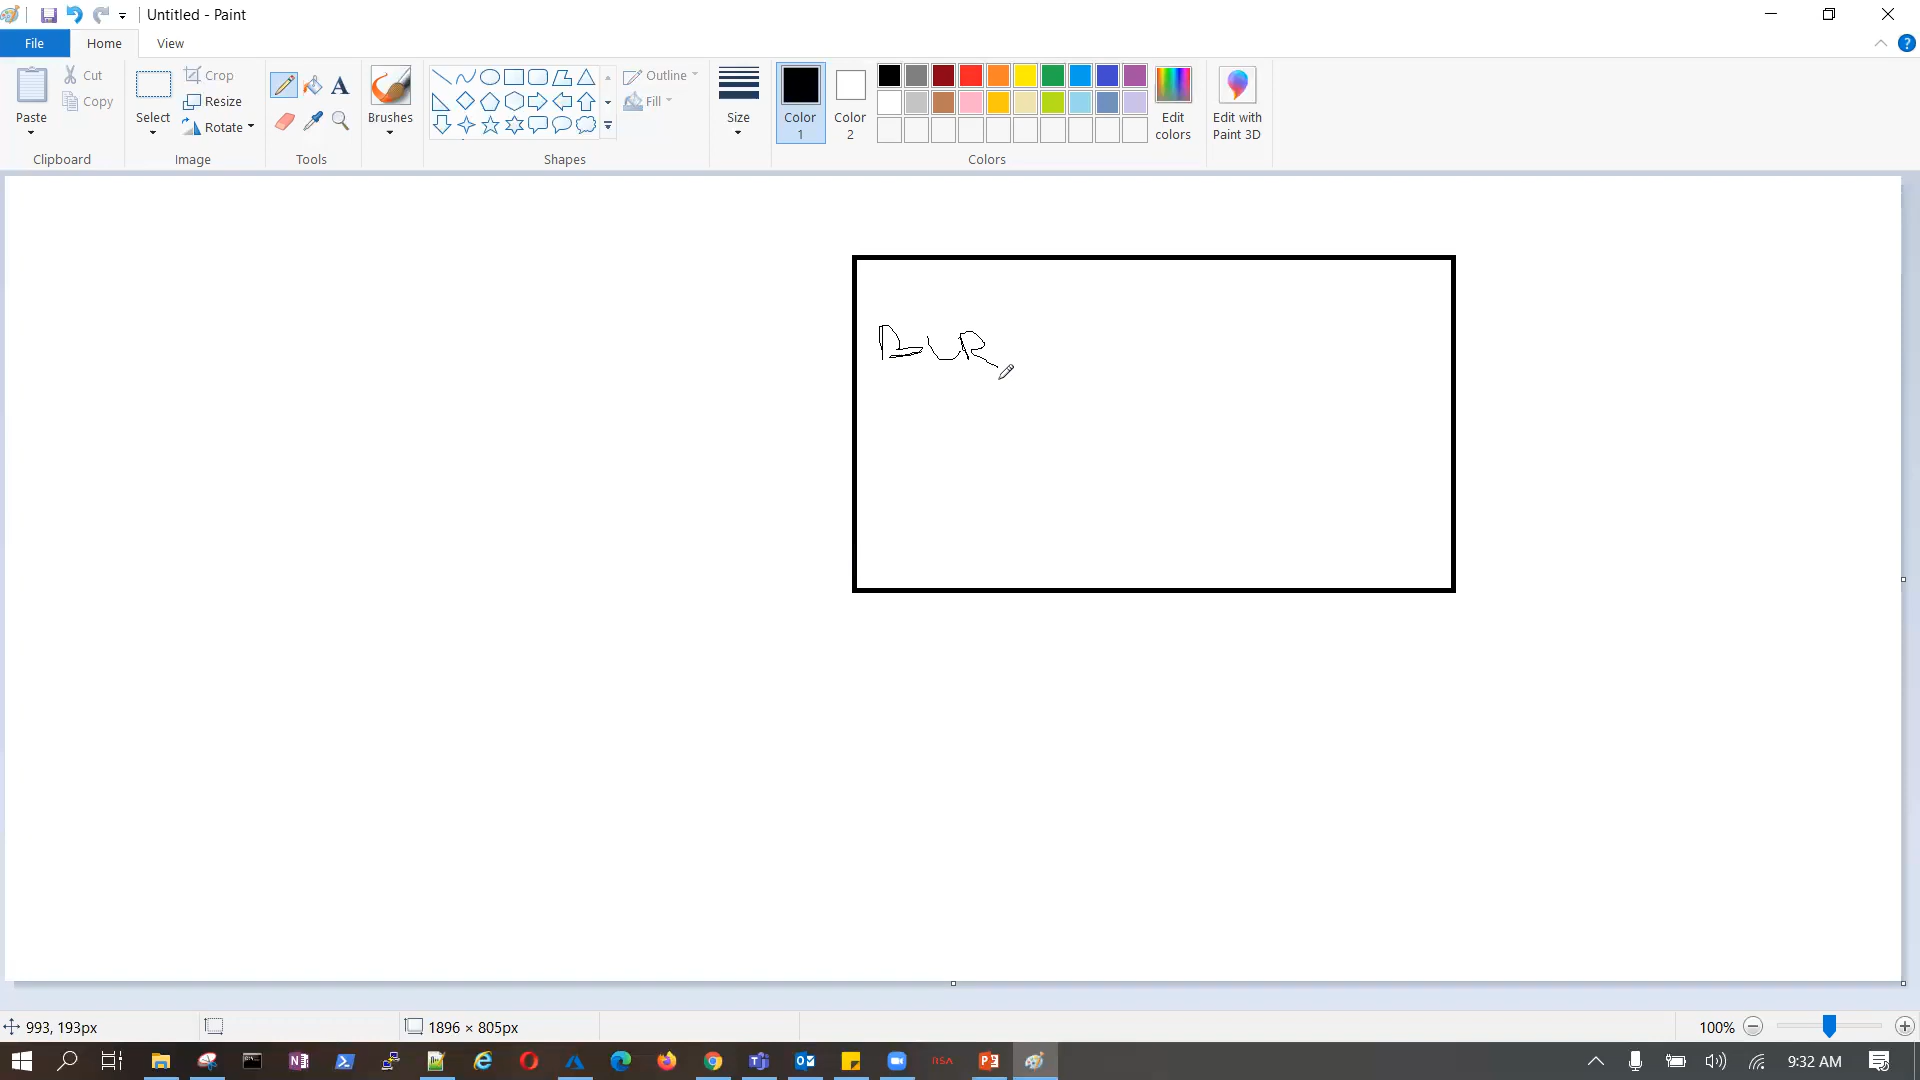 Untitled - Paint
File Home View ?
Paste
Cut
Copy
Clipboard
Select
Crop
Resize
Rotate
Image
A
Tools
Brushes
Outline
Fill
Shapes
Size
Color 1
Color 2
Edit colors
Colors
Edit with Paint 3D
993, 193px
1896 × 805px
100%
RSA
9:32 AM